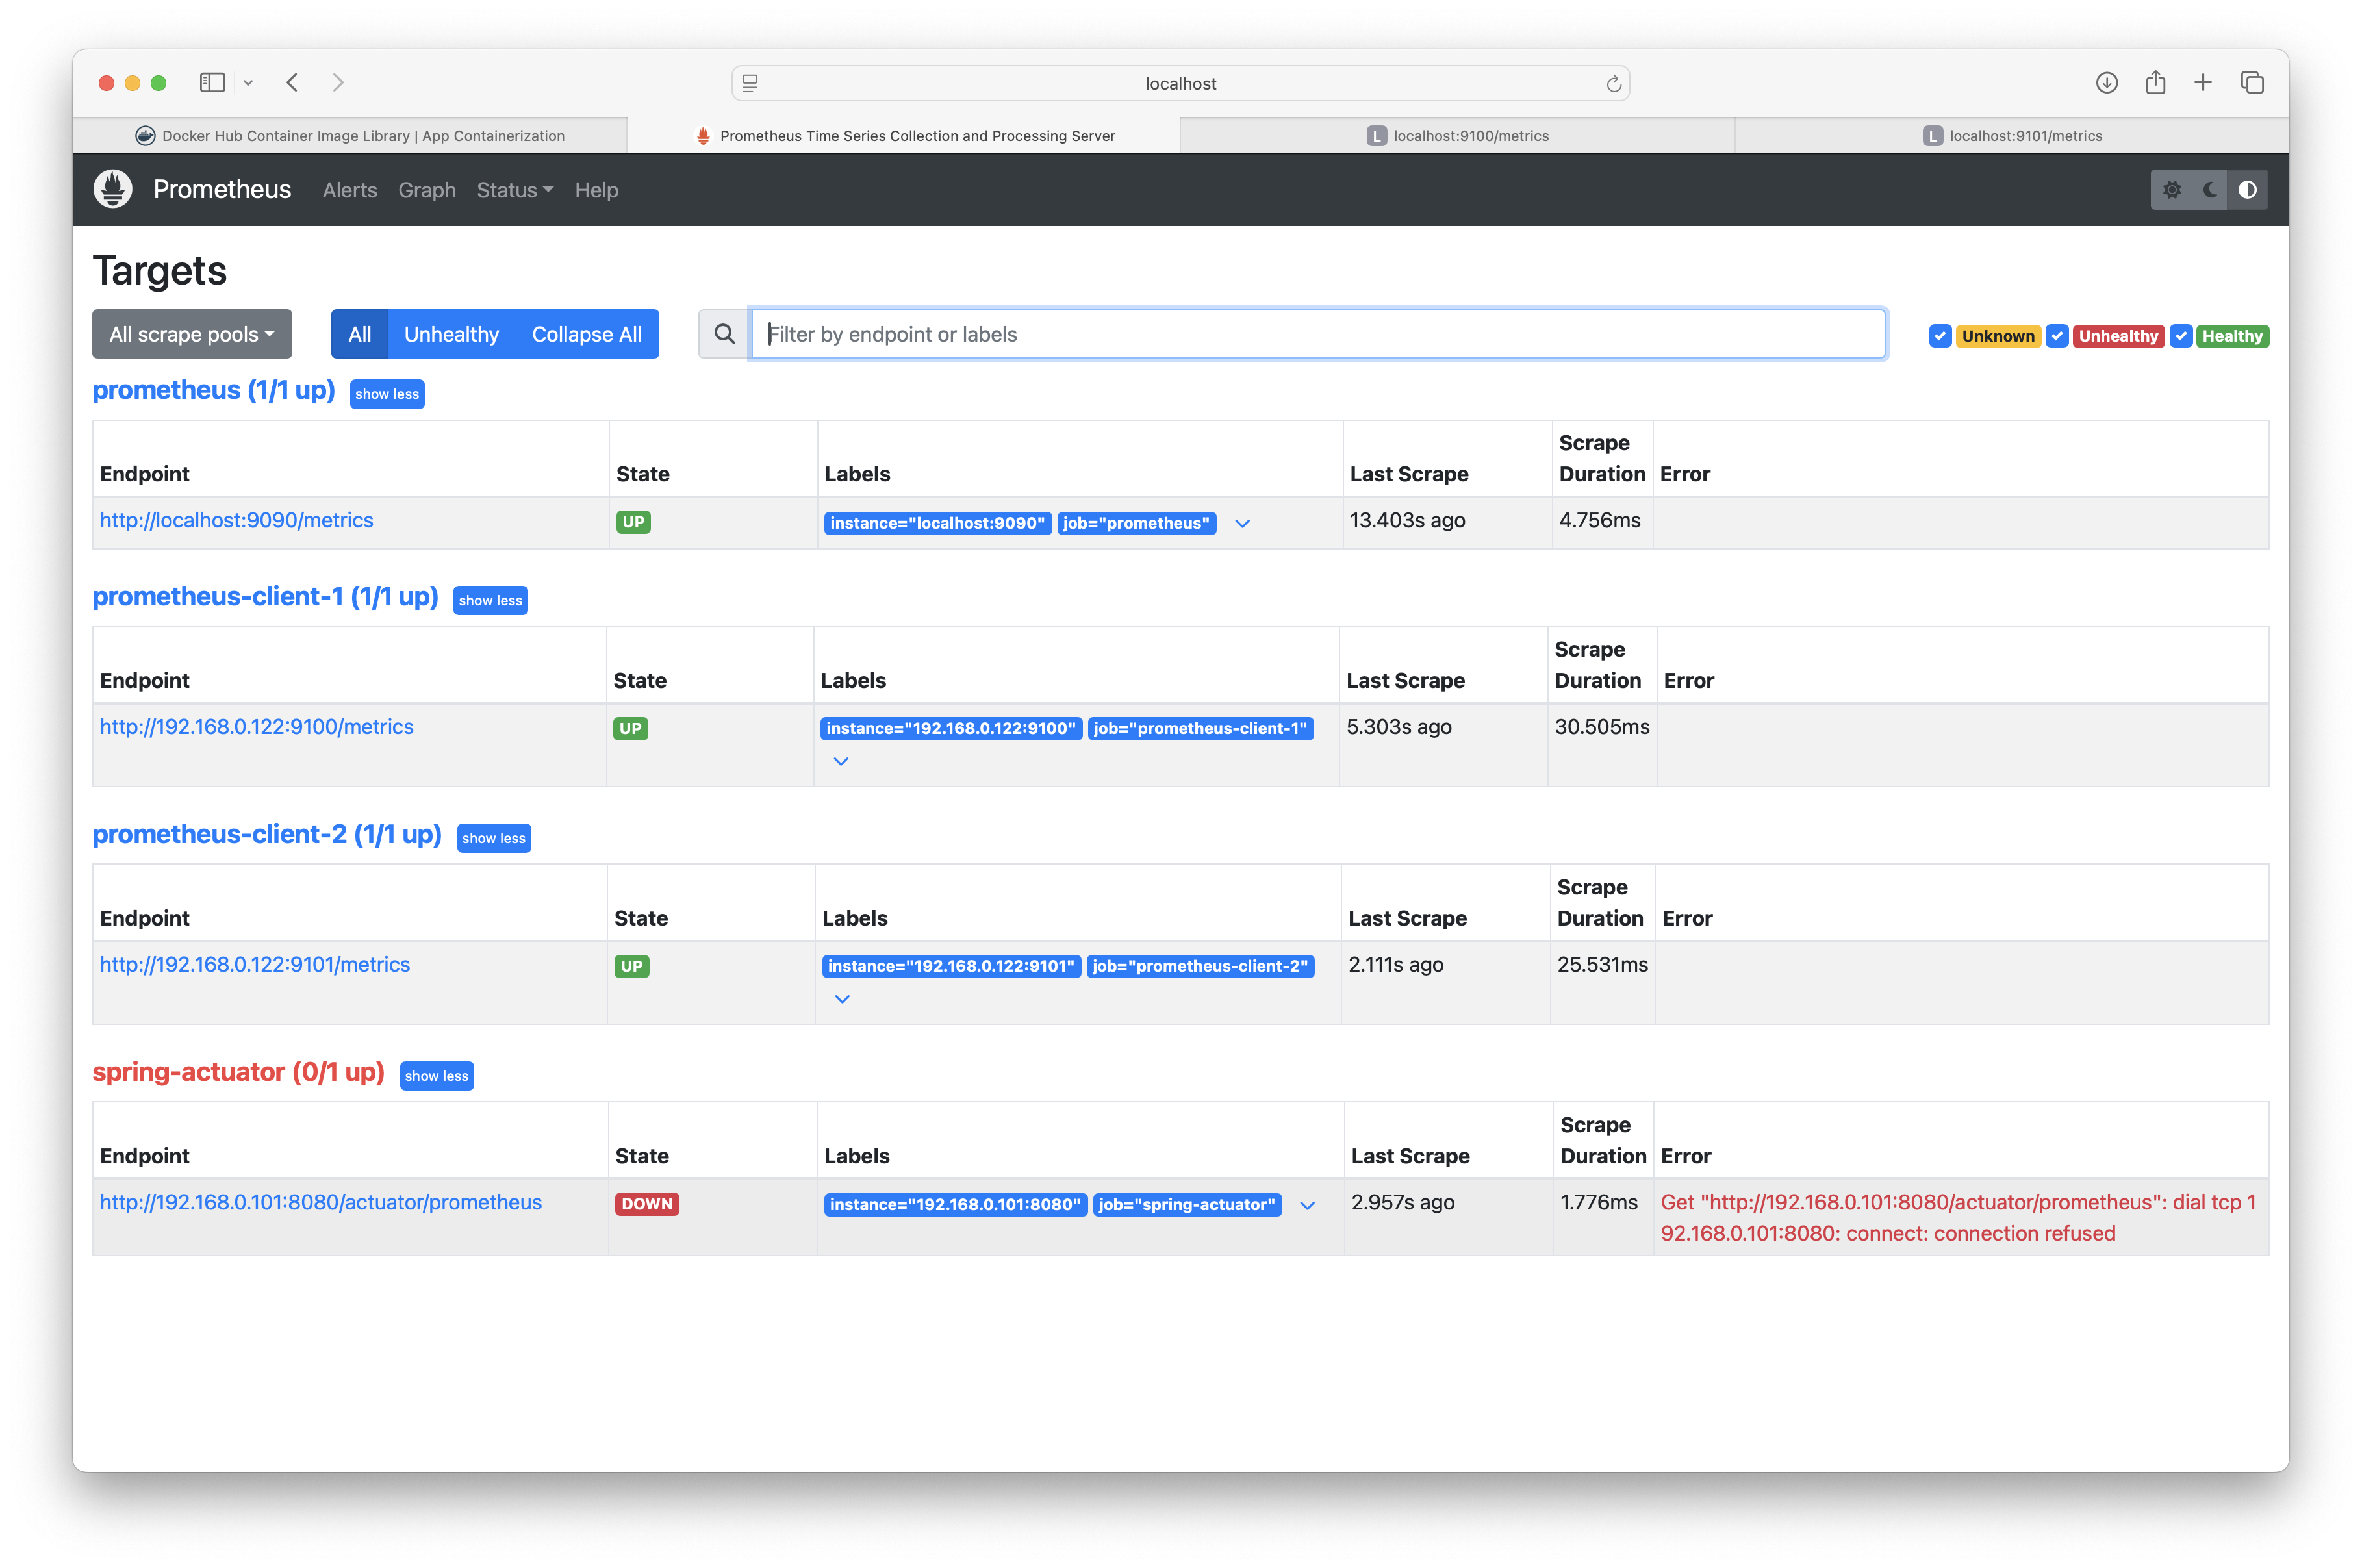 localhost
Docker Hub Container Image Library | App Containerization
Prometheus Time Series Collection and Processing Server
L localhost:9100/metrics
L localhost:9101/metrics
Prometheus Alerts Graph Status Help
Targets
All scrape pools All Unhealthy Collapse All Filter by endpoint or labels Unknown Unhealthy Healthy
prometheus (1/1 up) show less
Endpoint State Labels Last Scrape Scrape Duration Error
http://localhost:9090/metrics UP instance="localhost:9090" job="prometheus" 13.403s ago 4.756ms
prometheus-client-1 (1/1 up) show less
Endpoint State Labels Last Scrape Scrape Duration Error
http://192.168.0.122:9100/metrics UP instance="192.168.0.122:9100" job="prometheus-client-1" 5.303s ago 30.505ms
prometheus-client-2 (1/1 up) show less
Endpoint State Labels Last Scrape Scrape Duration Error
http://192.168.0.122:9101/metrics UP instance="192.168.0.122:9101" job="prometheus-client-2" 2.111s ago 25.531ms
spring-actuator (0/1 up) show less
Endpoint State Labels Last Scrape Scrape Duration Error
http://192.168.0.101:8080/actuator/prometheus DOWN instance="192.168.0.101:8080" job="spring-actuator" 2.957s ago 1.776ms Get "http://192.168.0.101:8080/actuator/prometheus": dial tcp 1
92.168.0.101:8080: connect: connection refused